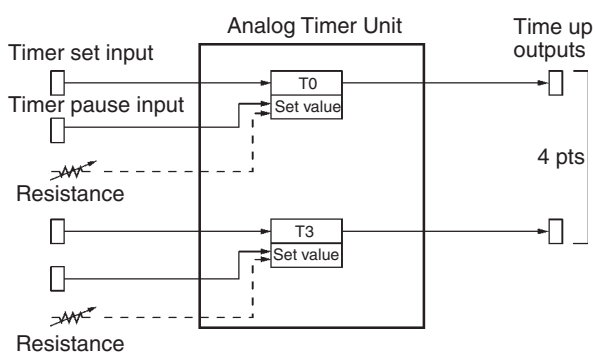 Analog Timer Unit
Time up
outputs
Timer set input
T0
Timer pause input
Set value
4 pts
Resistance
T3
Set value
Resistance